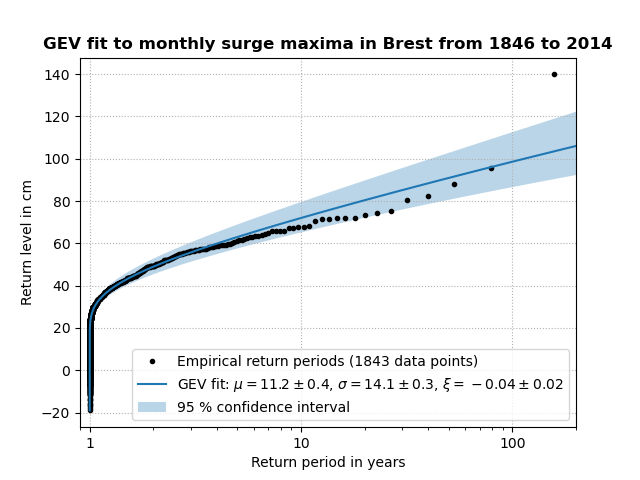 GEV fit to monthly surge maxima in Brest from 1846 to 2014
Return level in cm
140
120
100
80
60
40
20
0
−20
Empirical return periods (1843 data points)
GEV fit: μ = 11.2 ± 0.4, σ = 14.1 ± 0.3, ξ = −0.04 ± 0.02
95 % confidence interval
1
10
100
Return period in years